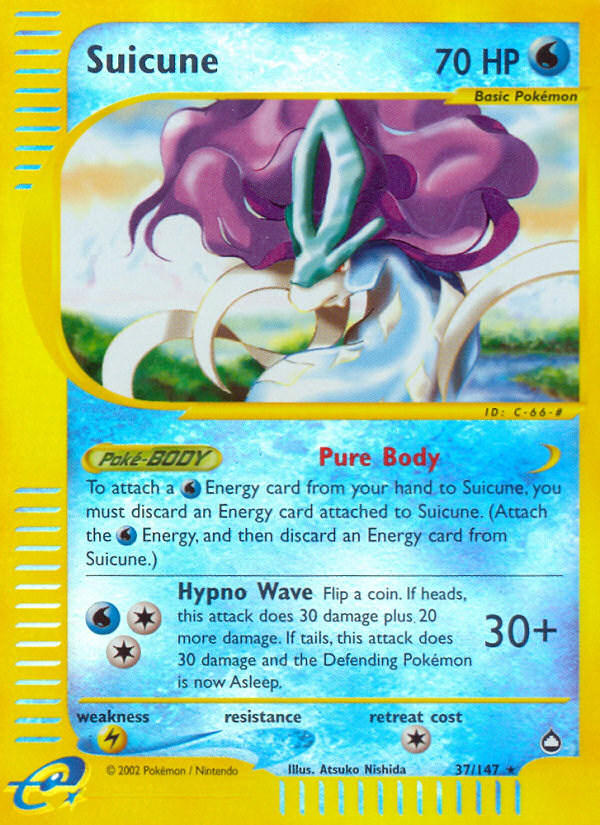 Suicune
70 HP
Basic Pokémon
ID: C-66-#
Poké-BODY
Pure Body
To attach a Energy card from your hand to Suicune, you
must discard an Energy card attached to Suicune. (Attach
the Energy, and then discard an Energy card from
Suicune.)
Hypno Wave Flip a coin. If heads,
this attack does 30 damage plus 20
more damage. If tails, this attack does
30 damage and the Defending Pokémon
is now Asleep.
30+
weakness resistance retreat cost
© 2002 Pokémon / Nintendo Illus. Atsuko Nishida 37/147 ★
e